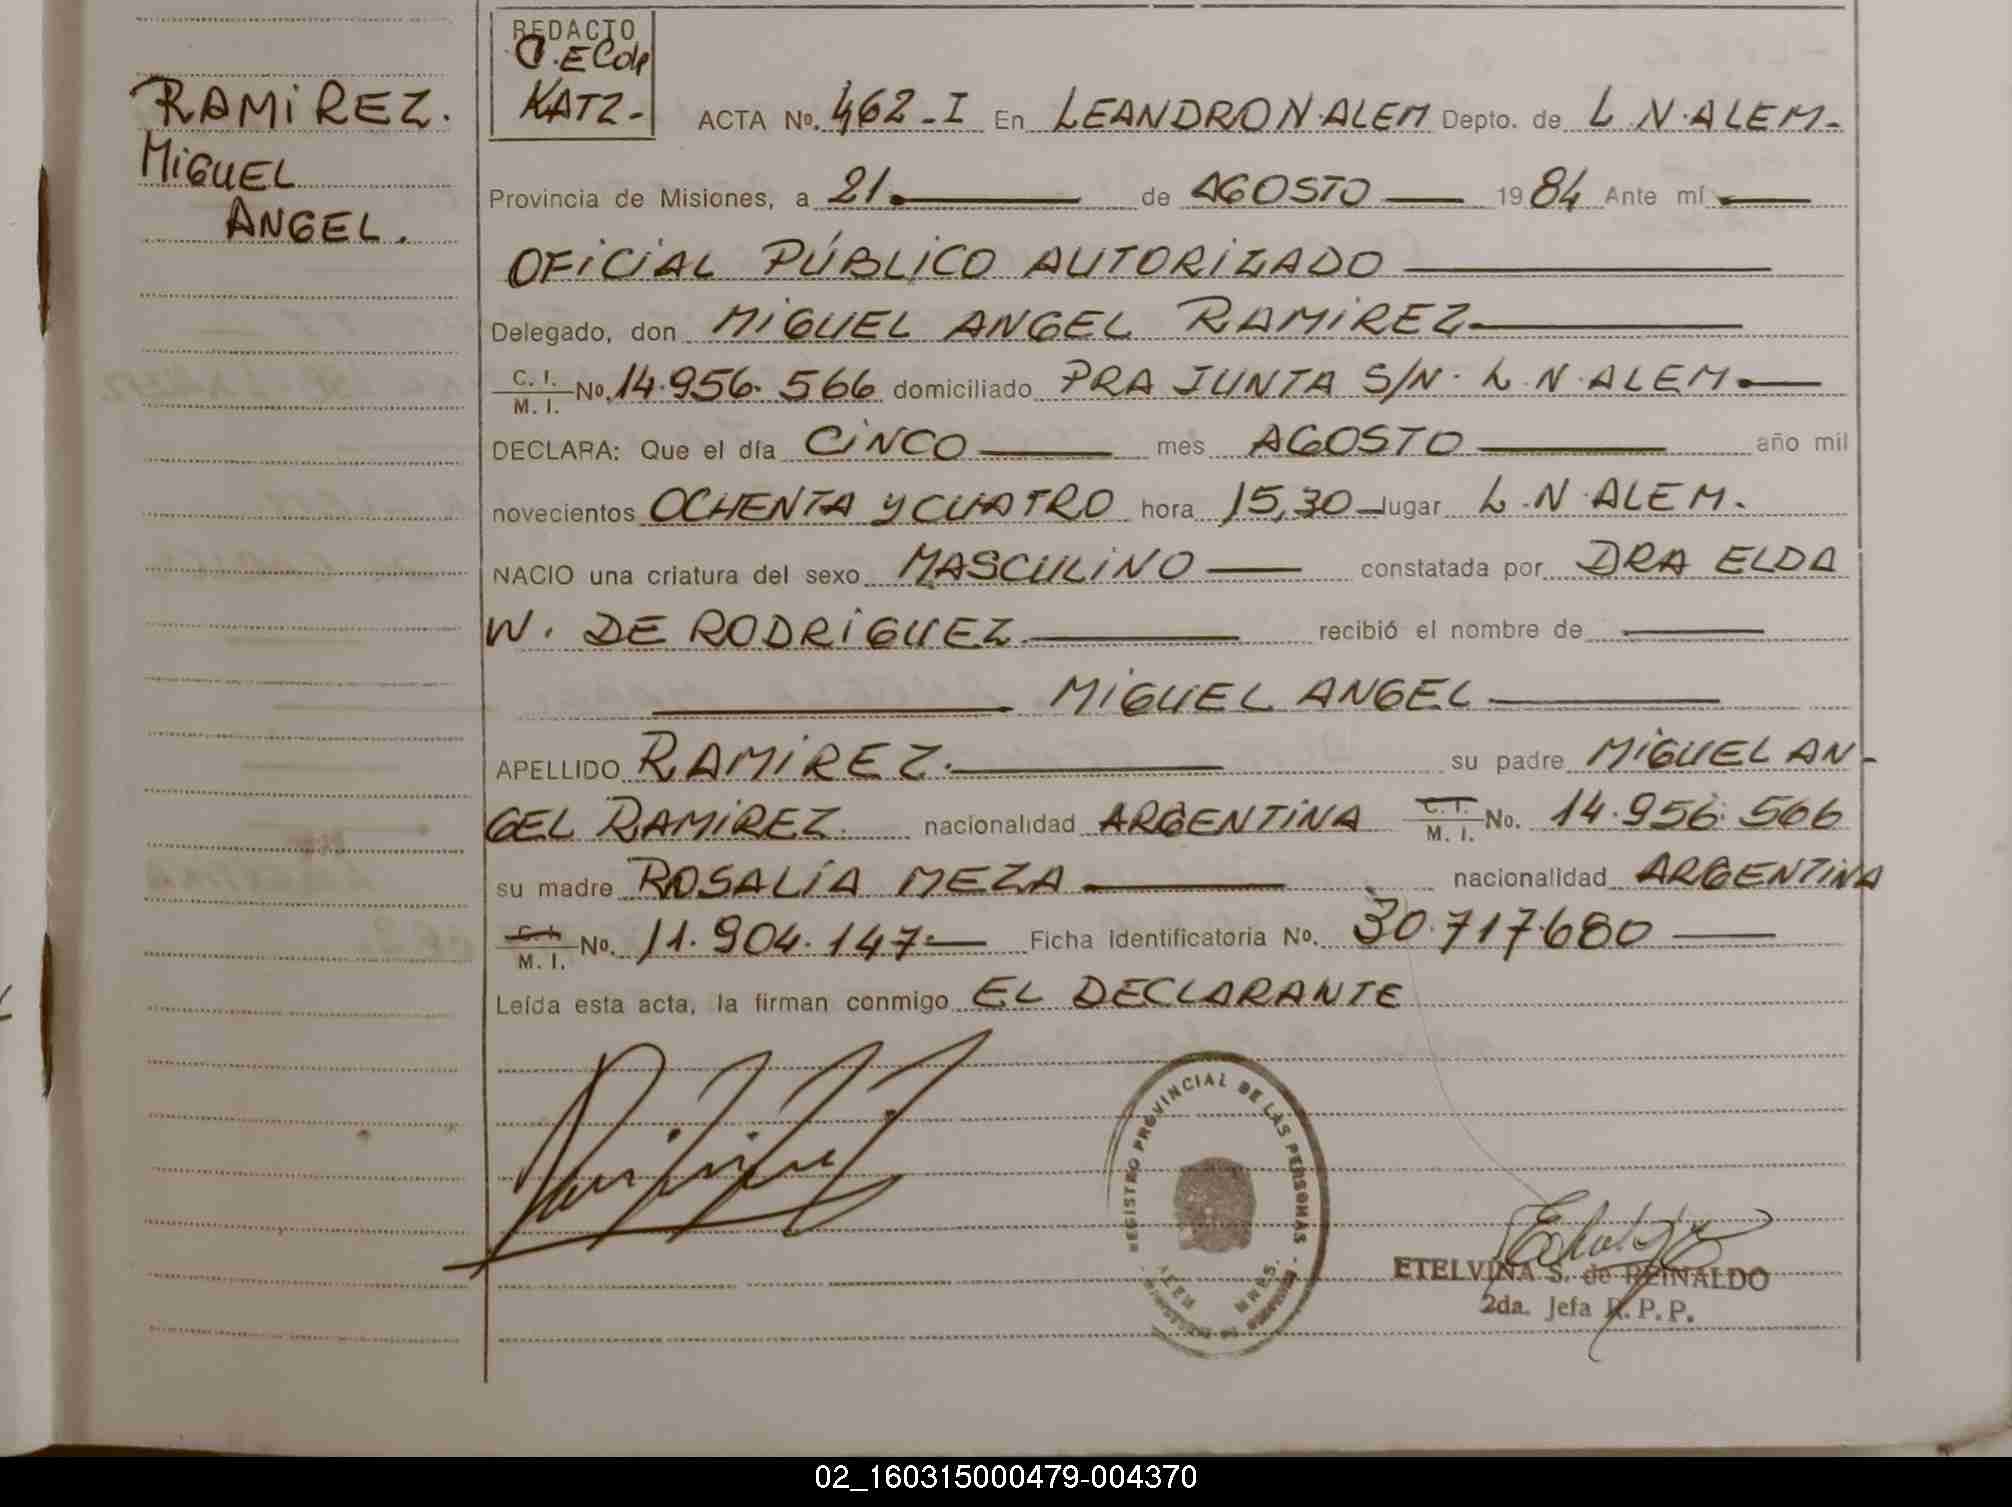 RAMIREZ.
MIGUEL
ANGEL.
REDACTO
O.E Cde
KATZ-
ACTA No. 462-I En LEANDRO N. ALEM Depto. de L. N. ALEM-
Provincia de Misiones, a 21. de AGOSTO 1984 Ante mí
OFICIAL PÚBLICO AUTORIZADO
Delegado, don MIGUEL ANGEL RAMIREZ
C. I. M. I. No. 14.956.566 domiciliado PRA JUNTA S/N. L. N. ALEM.
DECLARA: Que el día CINCO mes AGOSTO año mil
novecientos OCHENTA Y CUATRO hora 15,30 lugar L. N. ALEM.
NACIO una criatura del sexo MASCULINO constatada por DRA ELDA
W. DE RODRIGUEZ recibió el nombre de
MIGUEL ANGEL
APELLIDO RAMIREZ. su padre MIGUEL AN-
GEL RAMIREZ. nacionalidad ARGENTINA C. I. M. I. No. 14.956.566
su madre ROSALÍA MEZA nacionalidad ARGENTINA
C. I. M. I. No. 11.904.147. Ficha Identificatoria No. 30.717.680
Leída esta acta, la firman conmigo EL DECLARANTE
REGISTRO PROVINCIAL DE LAS PERSONAS
ALEM MNES.
ETELVINA S. de REINALDO
2da. Jefa R. P. P.
02_160315000479-004370